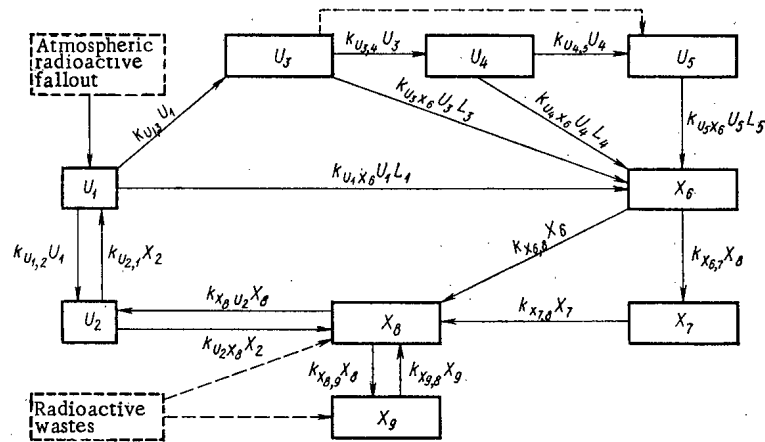 Atmospheric
radioactive
fallout
U₃
k_{U₃,₄}U₃
U₄
k_{U₄,₅}U₄
U₅
k_{U₁₃}U₁
k_{U₃X₆}U₃L₃
k_{U₄X₆}U₄L₄
k_{U₅X₆}U₅L₅
U₁
k_{U₁X₆}U₁L₁
X₆
k_{U₁,₂}U₁
k_{U₂,₁}X₂
k_{X₆,₈}X₆
k_{X₆,₇}X₈
U₂
k_{X₈U₂}X₈
k_{U₂X₈}X₂
X₈
k_{X₇,₈}X₇
X₇
k_{X₈,₉}X₈
k_{X₉,₈}X₉
Radioactive
wastes
X₉